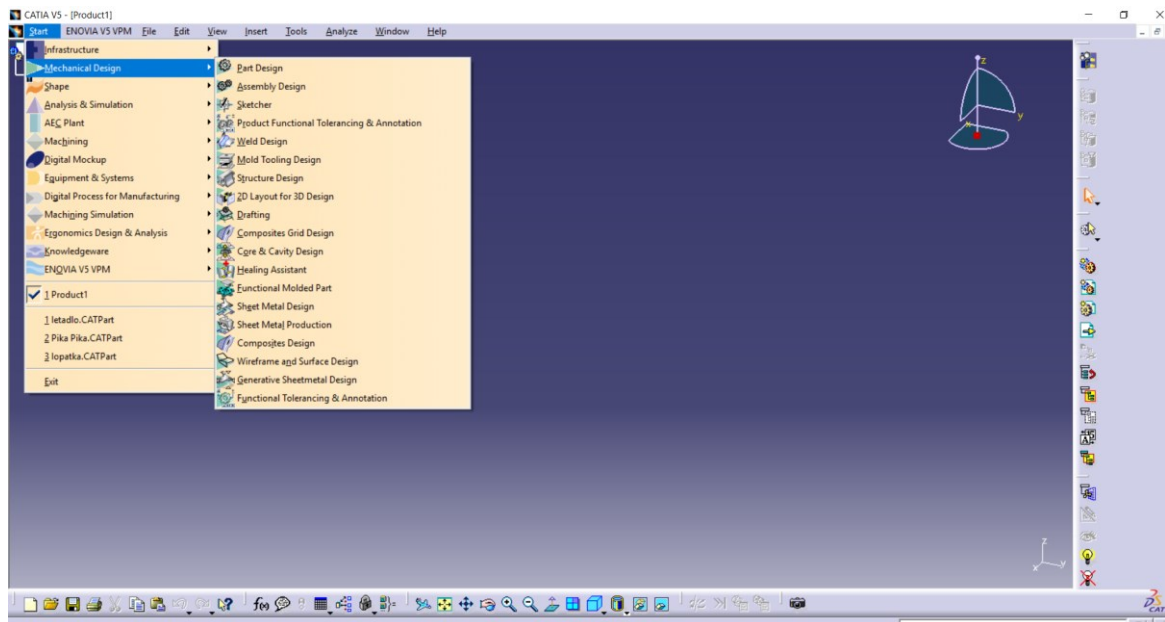 CATIA V5 - [Product1]
Start ENOVIA V5 VPM File Edit View Insert Tools Analyze Window Help
Infrastructure
Mechanical Design
Shape
Analysis & Simulation
AEC Plant
Machining
Digital Mockup
Equipment & Systems
Digital Process for Manufacturing
Machining Simulation
Ergonomics Design & Analysis
Knowledgeware
ENOVIA V5 VPM
1 Product1
1 letadlo.CATPart
2 Pika Pika.CATPart
3 lopatka.CATPart
Exit
Part Design
Assembly Design
Sketcher
Product Functional Tolerancing & Annotation
Weld Design
Mold Tooling Design
Structure Design
2D Layout for 3D Design
Drafting
Composites Grid Design
Core & Cavity Design
Healing Assistant
Functional Molded Part
Sheet Metal Design
Sheet Metal Production
Composites Design
Wireframe and Surface Design
Generative Sheetmetal Design
Functional Tolerancing & Annotation
z
y
x
z
x y
f(x)
CATIA